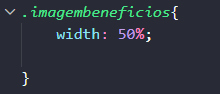 .imagembeneficios{
width: 50%;
}